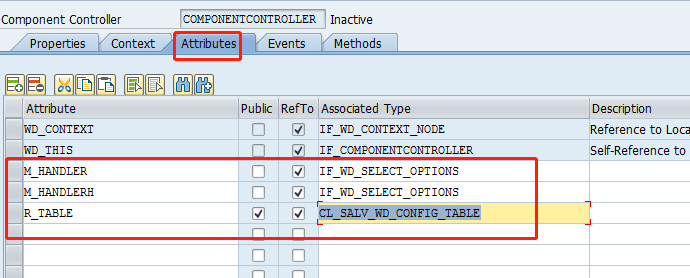 Component Controller COMPONENTCONTROLLER Inactive
Properties Context Attributes Events Methods
Attribute Public RefTo Associated Type Description
WD_CONTEXT IF_WD_CONTEXT_NODE Reference to Loca
WD_THIS IF_COMPONENTCONTROLLER Self-Reference to
M_HANDLER IF_WD_SELECT_OPTIONS
M_HANDLERH IF_WD_SELECT_OPTIONS
R_TABLE CL_SALV_WD_CONFIG_TABLE